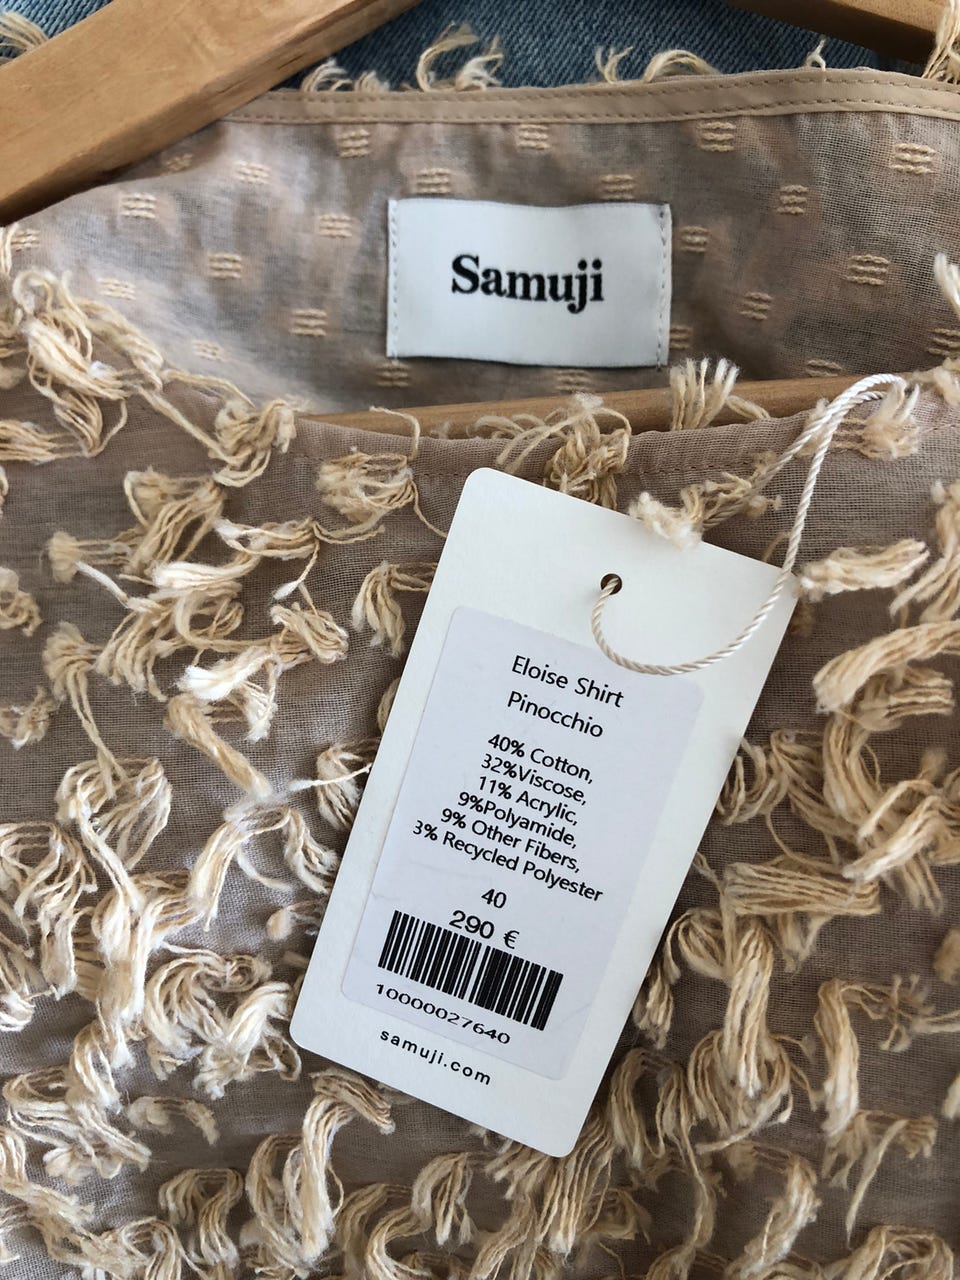 Samuji
Eloise Shirt
Pinocchio
40% Cotton,
32%Viscose,
11% Acrylic,
9%Polyamide,
9% Other Fibers,
3% Recycled Polyester
40
290 €
10000027640
samuji.com